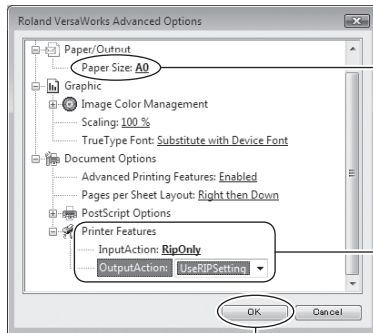 Roland VersaWorks Advanced Options
Paper/Output
Paper Size: A0
Graphic
Image Color Management
Scaling: 100 %
TrueType Font: Substitute with Device Font
Document Options
Advanced Printing Features: Enabled
Pages per Sheet Layout: Right then Down
PostScript Options
Printer Features
InputAction: RipOnly
OutputAction: UseRIPSetting
OK Cancel